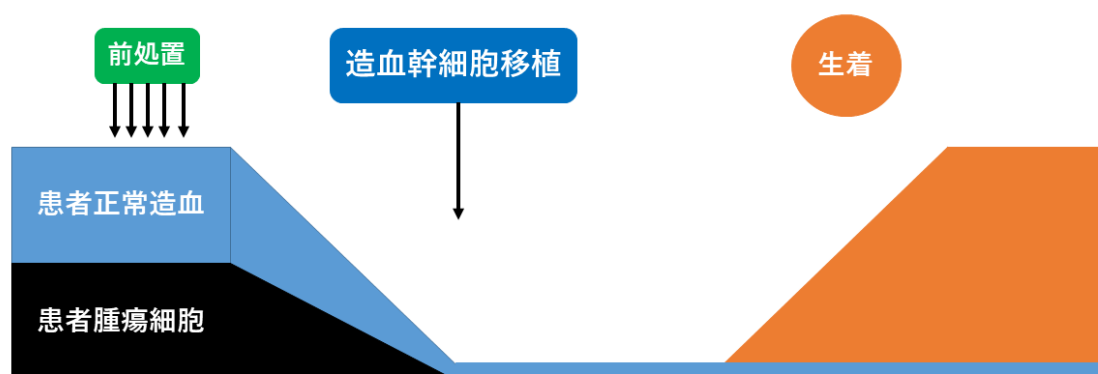 前処置
造血幹細胞移植
生着
患者正常造血
患者腫瘍細胞